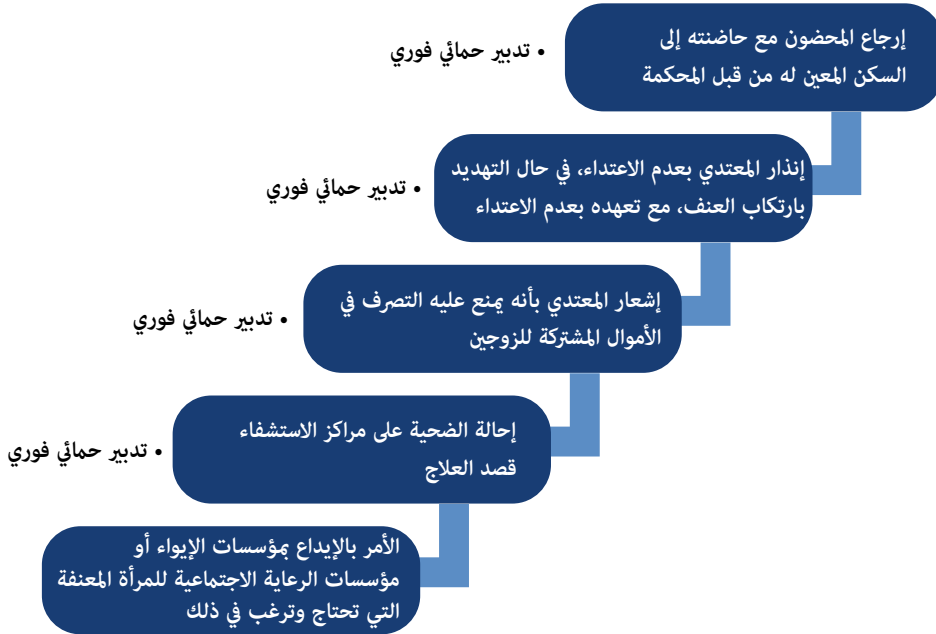 إرجاع المحضون مع حاضنته إلى
السكن المعين له من قبل المحكمة
• تدبير حمائي فوري
إنذار المعتدي بعدم الاعتداء، في حال التهديد
بارتكاب العنف، مع تعهده بعدم الاعتداء
• تدبير حمائي فوري
إشعار المعتدي بأنه يمنع عليه التصرف في
الأموال المشتركة للزوجين
• تدبير حمائي فوري
إحالة الضحية على مراكز الاستشفاء
قصد العلاج
• تدبير حمائي فوري
الأمر بالإيداع بمؤسسات الإيواء أو
مؤسسات الرعاية الاجتماعية للمرأة المعنفة
التي تحتاج وترغب في ذلك